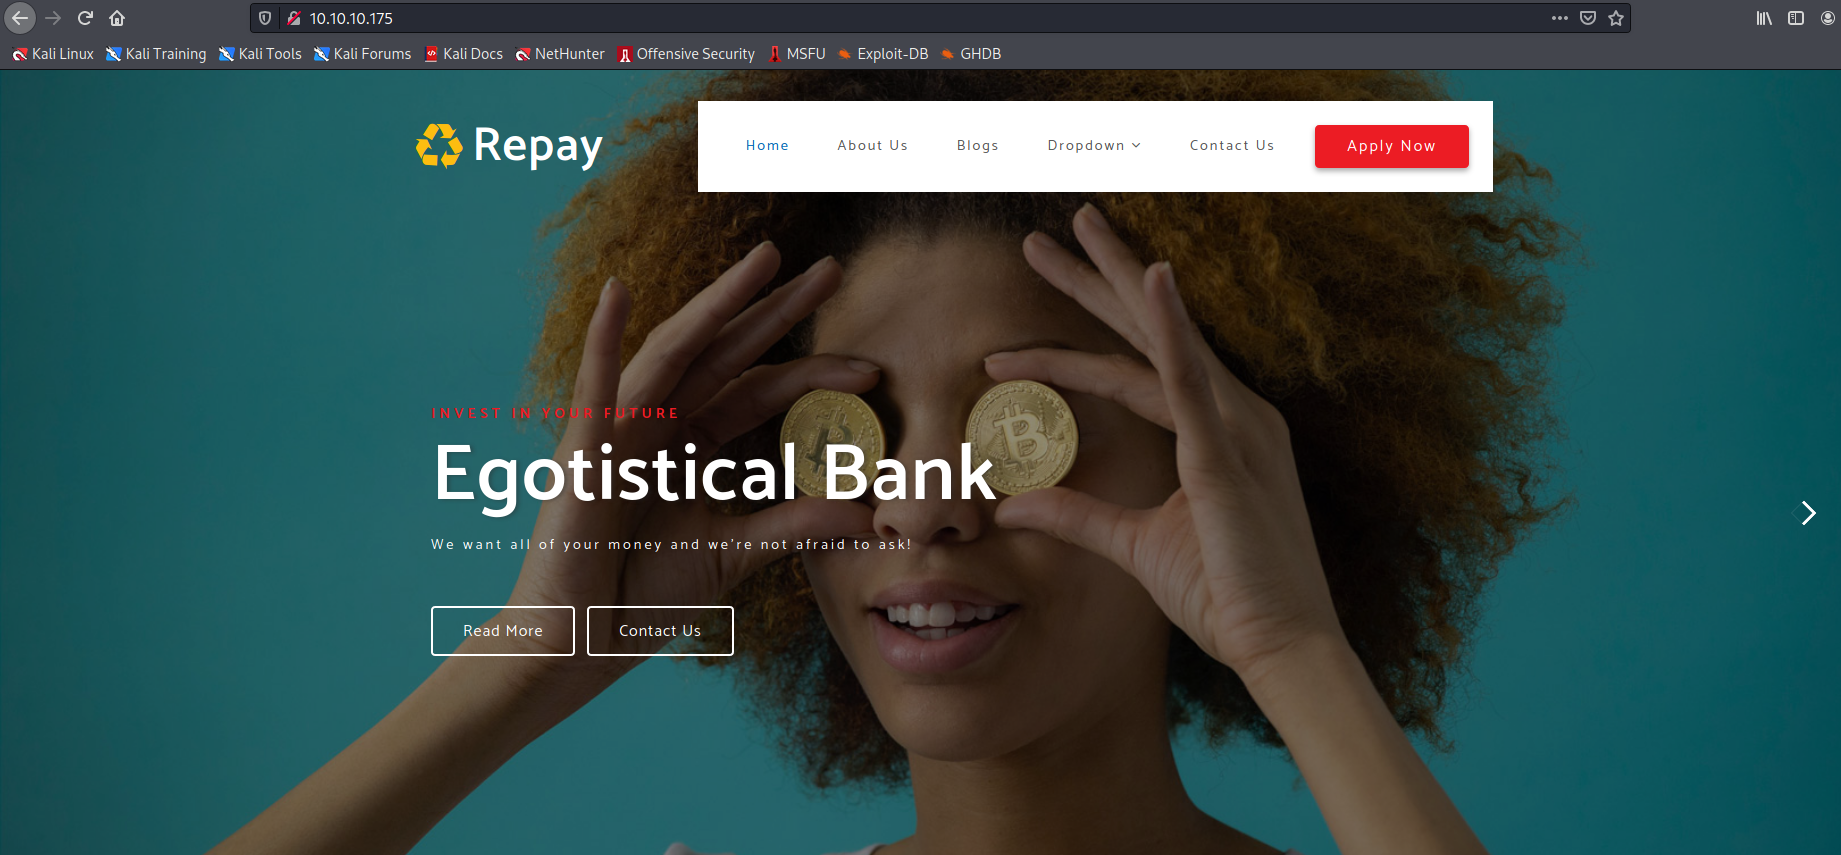 10.10.10.175
Kali Linux Kali Training Kali Tools Kali Forums Kali Docs NetHunter Offensive Security MSFU Exploit-DB GHDB
Repay
Home About Us Blogs Dropdown Contact Us Apply Now
INVEST IN YOUR FUTURE
Egotistical Bank
We want all of your money and we're not afraid to ask!
Read More Contact Us